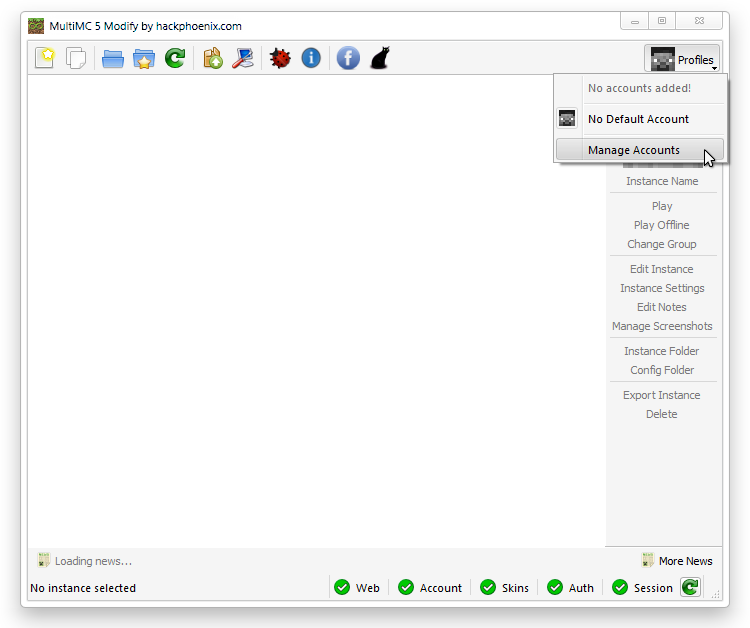 MultiMC 5 Modify by hackphoenix.com
Profiles
No accounts added!
No Default Account
Manage Accounts
Instance Name
Play
Play Offline
Change Group
Edit Instance
Instance Settings
Edit Notes
Manage Screenshots
Instance Folder
Config Folder
Export Instance
Delete
Loading news...
More News
No instance selected
Web
Account
Skins
Auth
Session